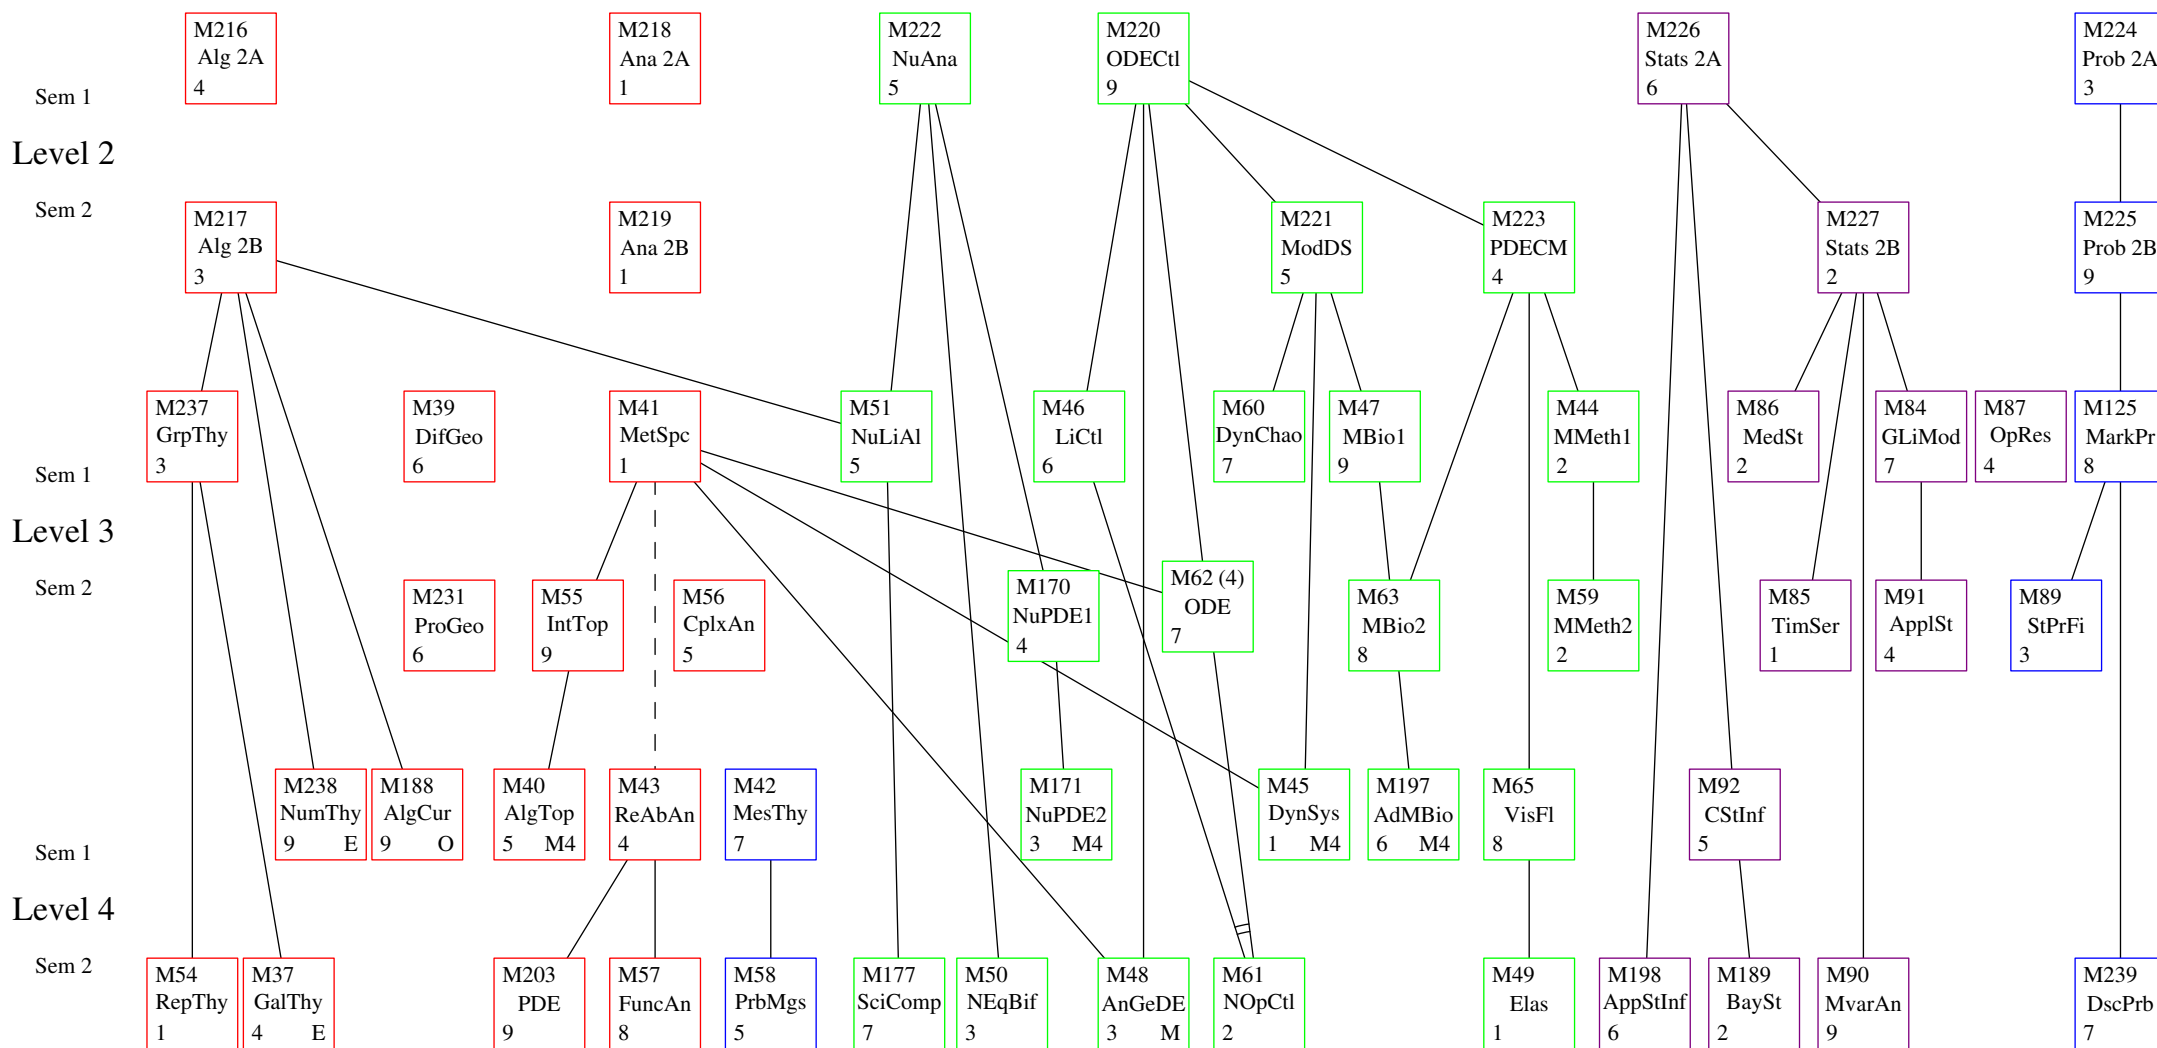 M216
Alg 2A
4
M218
Ana 2A
1
M222
NuAna
5
M220
ODECtl
9
M226
Stats 2A
6
M224
Prob 2A
3
Sem 1
Level 2
Sem 2
M217
Alg 2B
3
M219
Ana 2B
1
M221
ModDS
5
M223
PDECM
4
M227
Stats 2B
2
M225
Prob 2B
9
M237
GrpThy
3
M39
DifGeo
6
M41
MetSpc
1
M51
NuLiAl
5
M46
LiCtl
6
M60
DynChao
7
M47
MBio1
9
M44
MMeth1
2
M86
MedSt
2
M84
GLiMod
7
M87
OpRes
4
M125
MarkPr
8
Sem 1
Level 3
Sem 2
M231
ProGeo
6
M55
IntTop
9
M56
CplxAn
5
M170
NuPDE1
4
M62 (4)
ODE
7
M63
MBio2
8
M59
MMeth2
2
M85
TimSer
1
M91
ApplSt
4
M89
StPrFi
3
M238
NumThy
9 E
M188
AlgCur
9 O
M40
AlgTop
5 M4
M43
ReAbAn
4
M42
MesThy
7
M171
NuPDE2
3 M4
M45
DynSys
1 M4
M197
AdMBio
6 M4
M65
VisFl
8
M92
CStInf
5
Sem 1
Level 4
Sem 2
M54
RepThy
1
M37
GalThy
4 E
M203
PDE
9
M57
FuncAn
8
M58
PrbMgs
5
M177
SciComp
7
M50
NEqBif
3
M48
AnGeDE
3 M
M61
NOpCtl
2
M49
Elas
1
M198
AppStInf
6
M189
BaySt
2
M90
MvarAn
9
M239
DscPrb
7